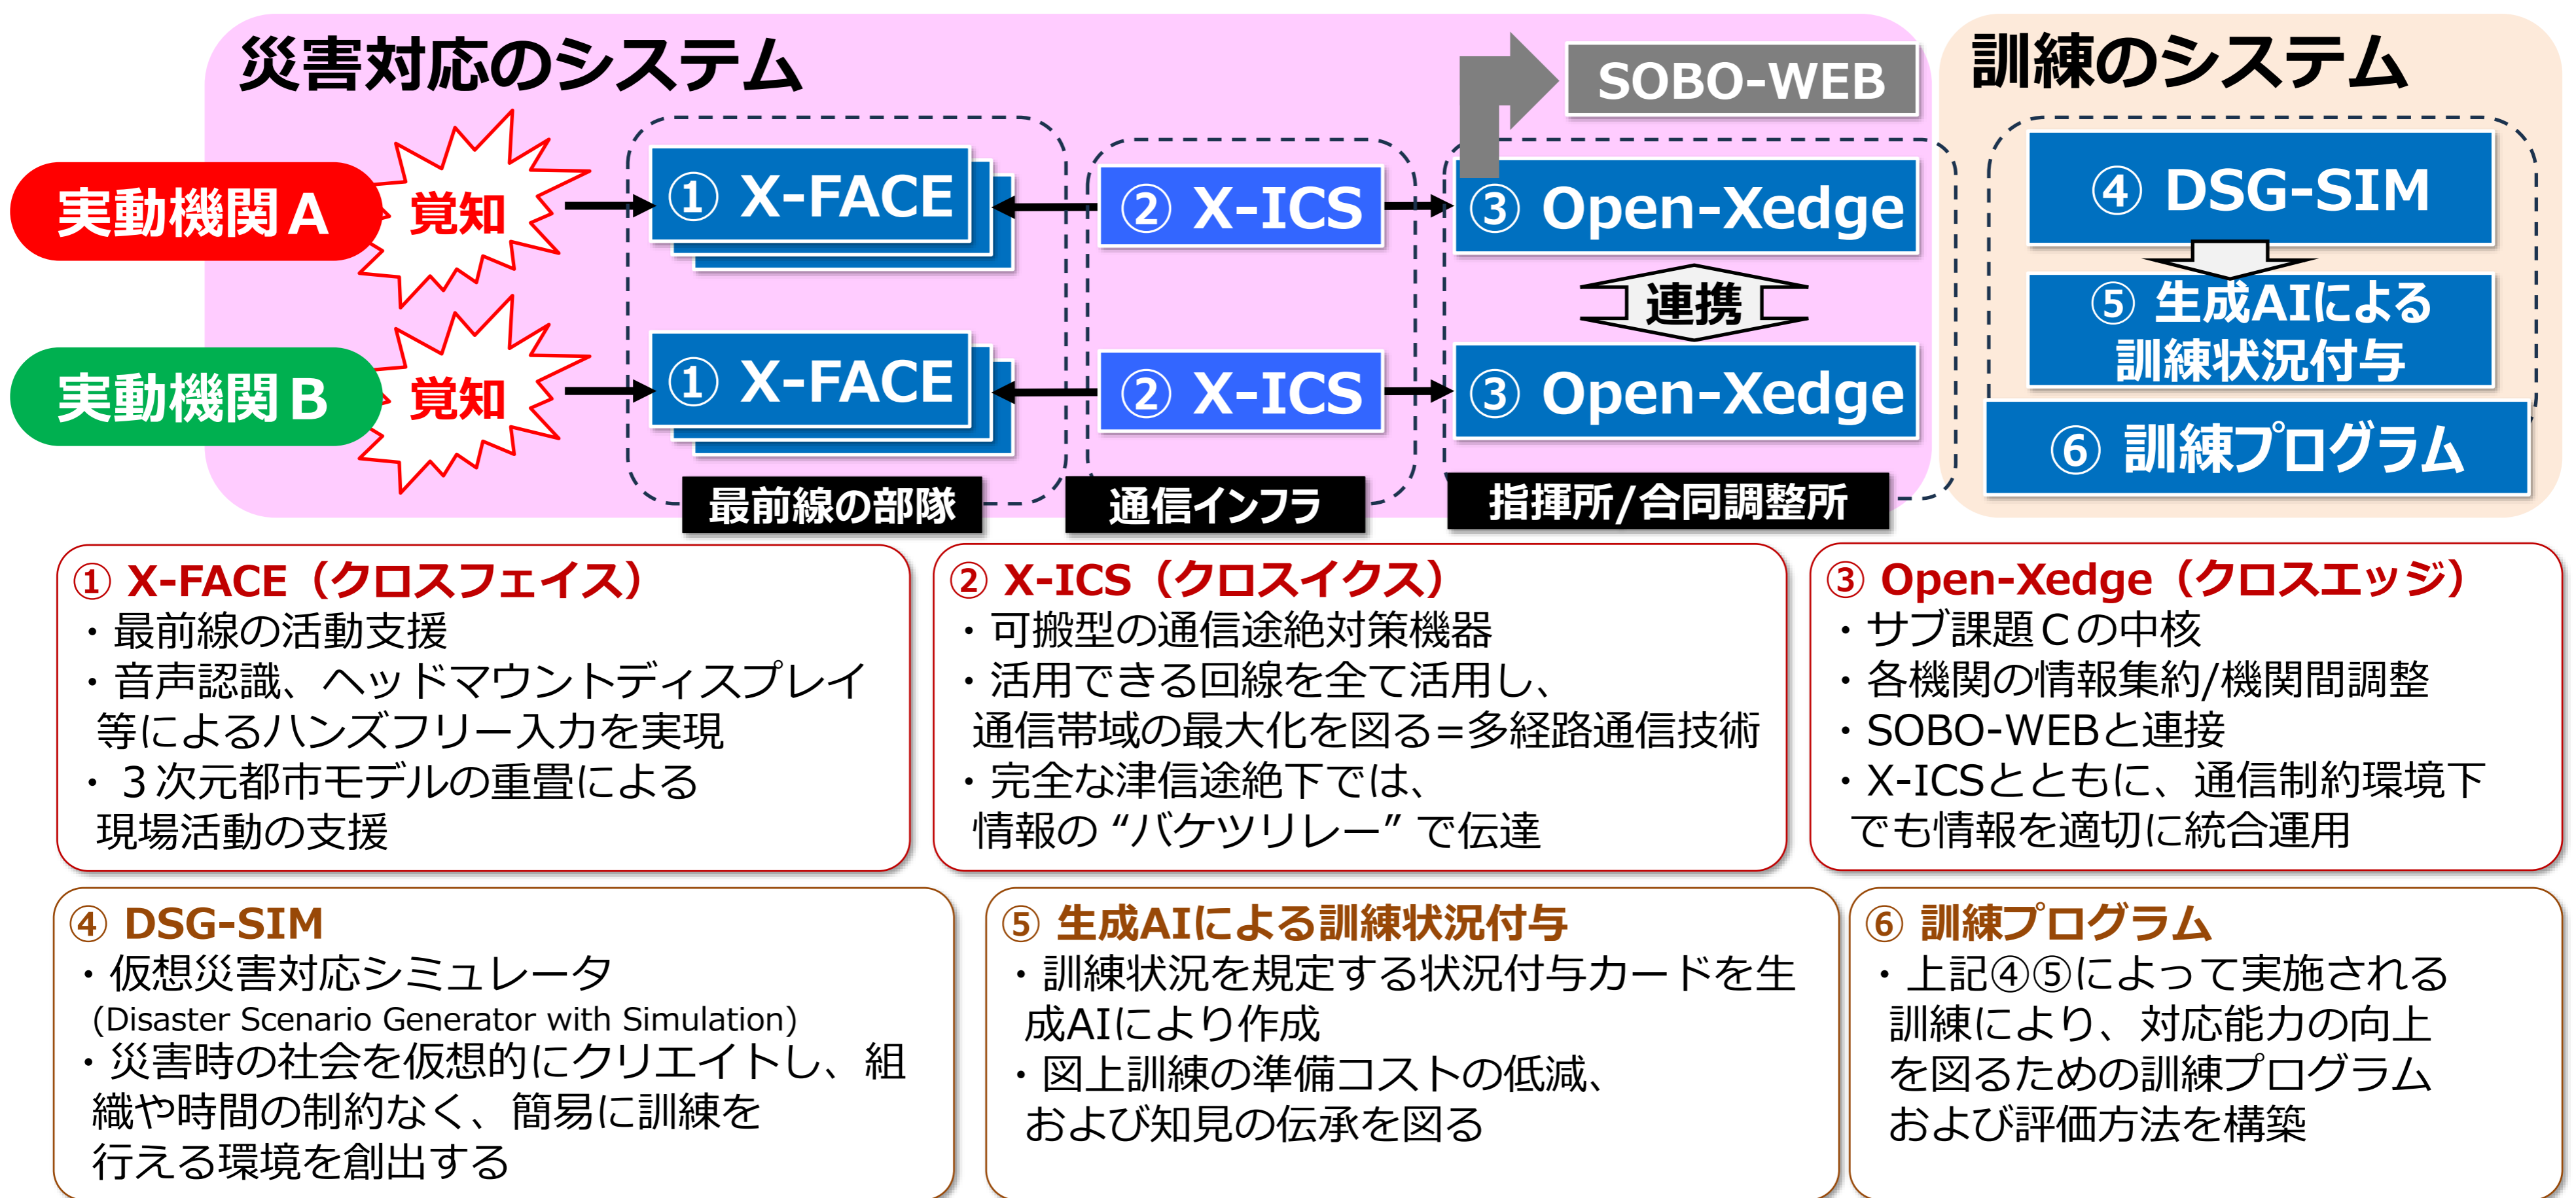 災害対応のシステム
SOBO-WEB
訓練のシステム
実動機関A
覚知
① X-FACE
② X-ICS
③ Open-Xedge
連携
実動機関B
覚知
① X-FACE
② X-ICS
③ Open-Xedge
最前線の部隊
通信インフラ
指揮所/合同調整所
④ DSG-SIM
⑤ 生成AIによる
訓練状況付与
⑥ 訓練プログラム
① X-FACE（クロスフェイス）
・最前線の活動支援
・音声認識、ヘッドマウントディスプレイ
等によるハンズフリー入力を実現
・３次元都市モデルの重畳による
現場活動の支援
② X-ICS（クロスイクス）
・可搬型の通信途絶対策機器
・活用できる回線を全て活用し、
通信帯域の最大化を図る=多経路通信技術
・完全な津信途絶下では、
情報の “バケツリレー” で伝達
③ Open-Xedge（クロスエッジ）
・サブ課題Ｃの中核
・各機関の情報集約/機関間調整
・SOBO-WEBと連接
・X-ICSとともに、通信制約環境下
でも情報を適切に統合運用
④ DSG-SIM
・仮想災害対応シミュレータ
(Disaster Scenario Generator with Simulation)
・災害時の社会を仮想的にクリエイトし、組
織や時間の制約なく、簡易に訓練を
行える環境を創出する
⑤ 生成AIによる訓練状況付与
・訓練状況を規定する状況付与カードを生
成AIにより作成
・図上訓練の準備コストの低減、
および知見の伝承を図る
⑥ 訓練プログラム
・上記④⑤によって実施される
訓練により、対応能力の向上
を図るための訓練プログラム
および評価方法を構築